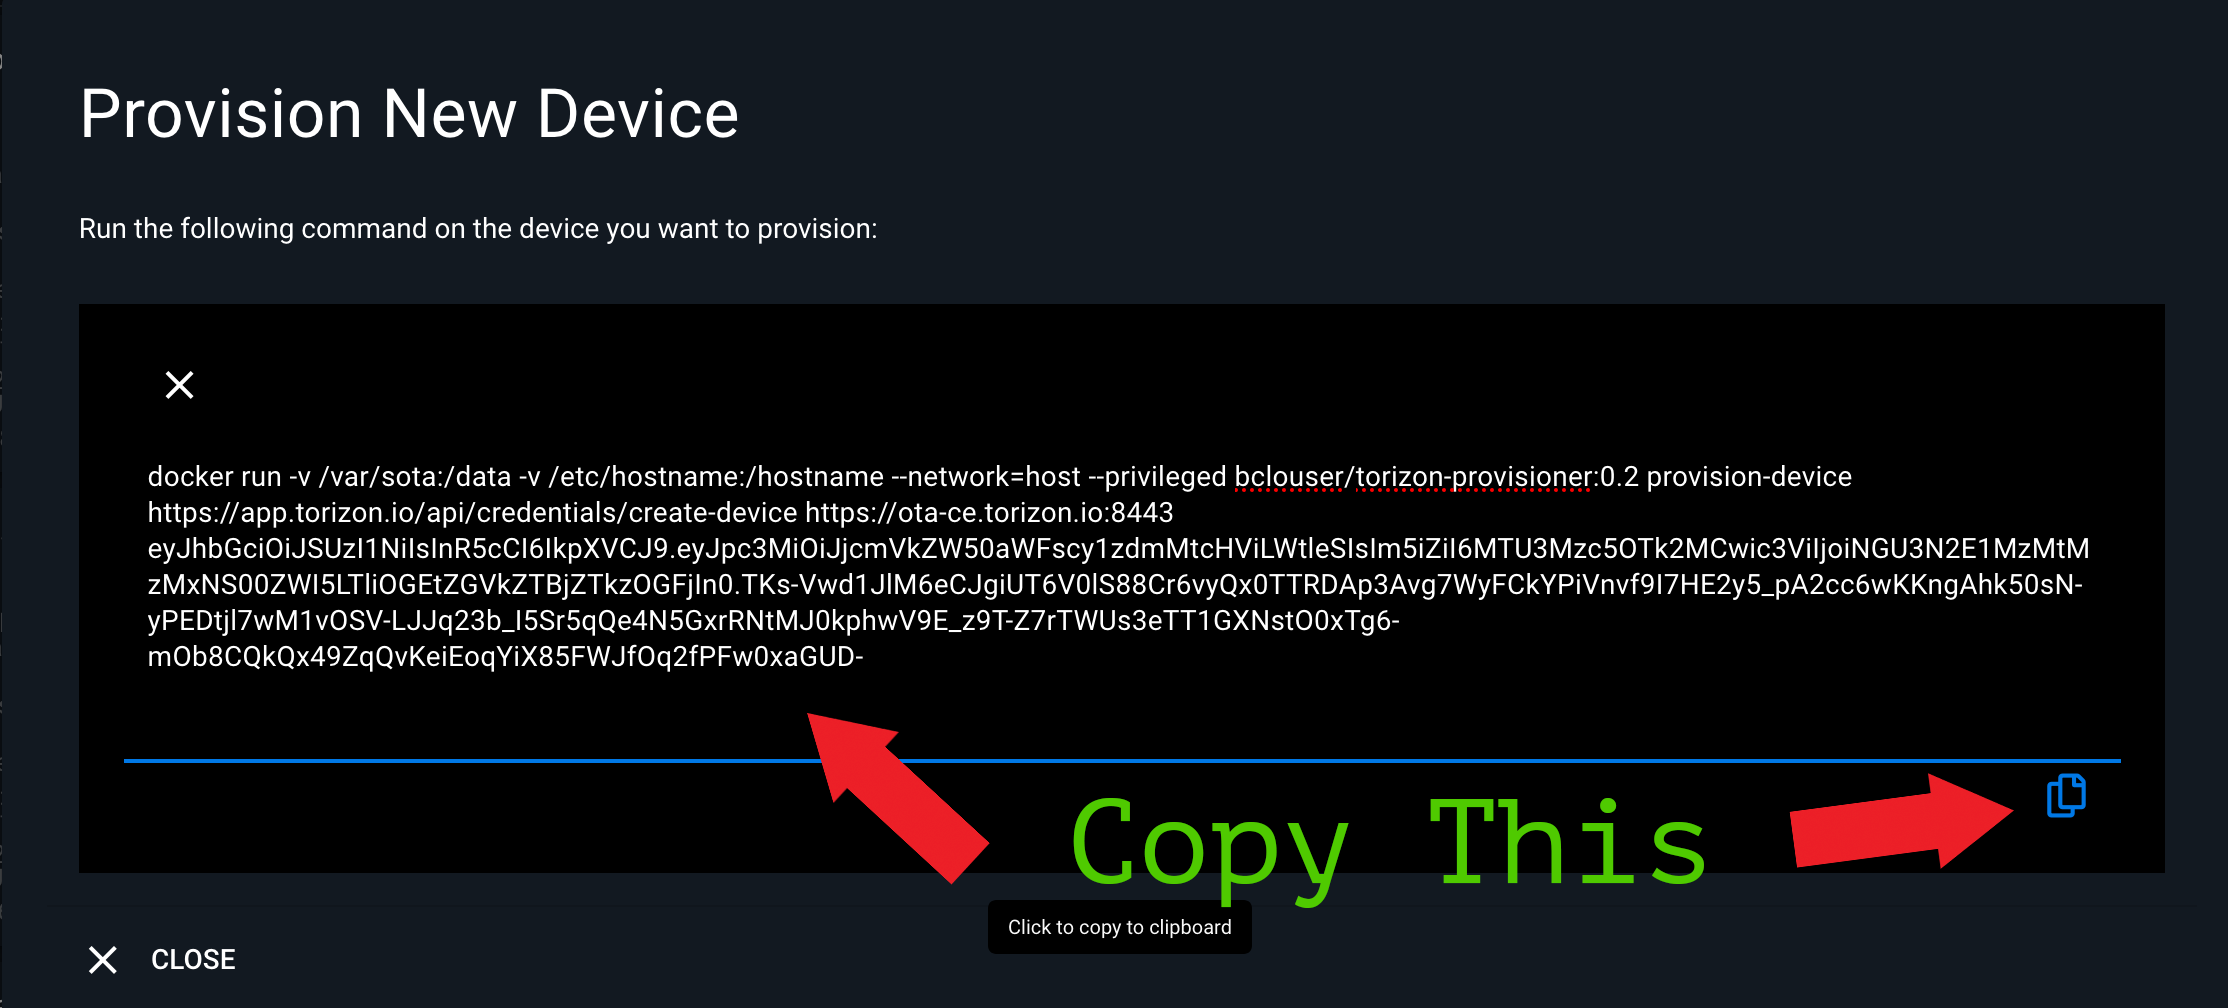 Provision New Device
Run the following command on the device you want to provision:
docker run -v /var/sota:/data -v /etc/hostname:/hostname --network=host --privileged bclouser/torizon-provisioner:0.2 provision-device
https://app.torizon.io/api/credentials/create-device https://ota-ce.torizon.io:8443
eyJhbGciOiJSUzI1NiIsInR5cCI6IkpXVCJ9.eyJpc3MiOiJjcmVkZW50aWFscy1zdmMtcHViLWtleSIsIm5iZiI6MTU3Mzc5OTk2MCwic3ViIjoiNGU3N2E1MzMtM
zMxNS00ZWI5LTliOGEtZGVkZTBjZTkzOGFjIn0.TKs-Vwd1JlM6eCJgiUT6V0lS88Cr6vyQx0TTRDAp3Avg7WyFCkYPiVnvf9I7HE2y5_pA2cc6wKKngAhk50sN-
yPEDtjl7wM1vOSV-LJJq23b_I5Sr5qQe4N5GxrRNtMJ0kphwV9E_z9T-Z7rTWUs3eTT1GXNstO0xTg6-
mOb8CQkQx49ZqQvKeiEoqYiX85FWJfOq2fPFw0xaGUD-
Copy This
Click to copy to clipboard
CLOSE